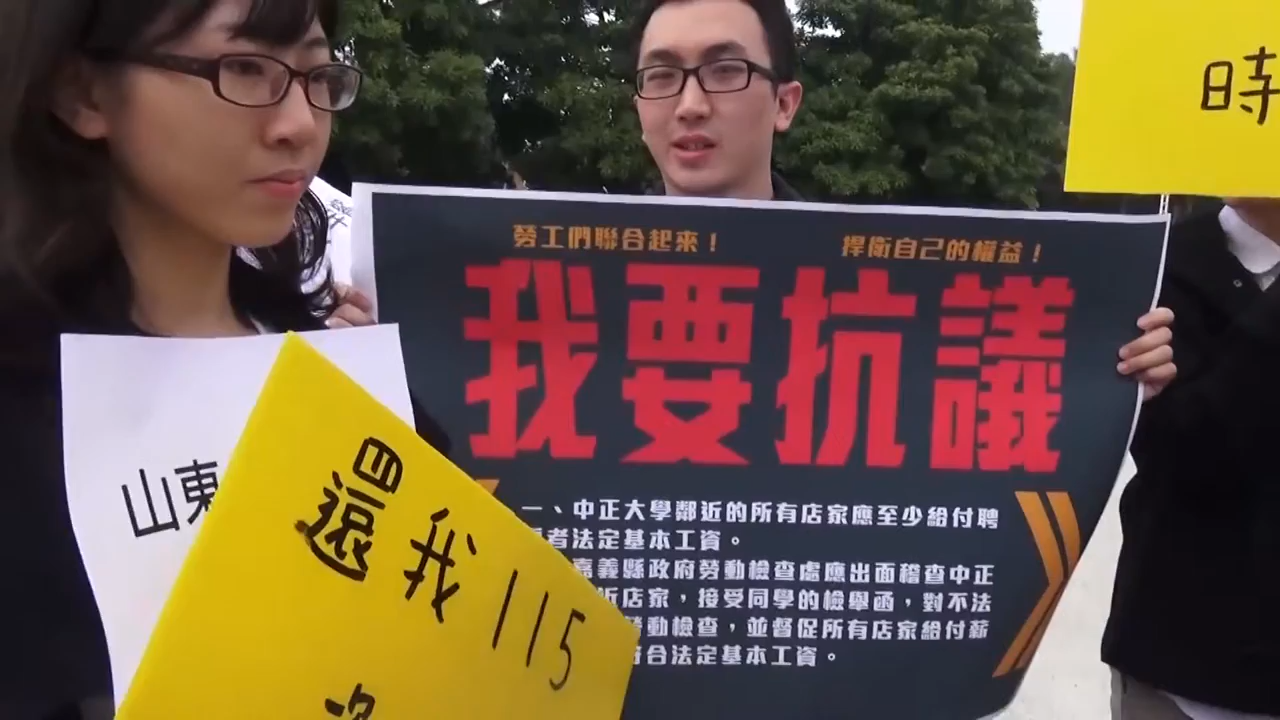 時
勞工們聯合起來！
捍衛自己的權益！
我要抗議
一、中正大學鄰近的所有店家應至少給付聘
者法定基本工資。
嘉義縣政府勞動檢查處應出面稽查中正
近店家，接受同學的檢舉函，對不法
勞動檢查，並督促所有店家給付薪
符合法定基本工資。
山東
還我115